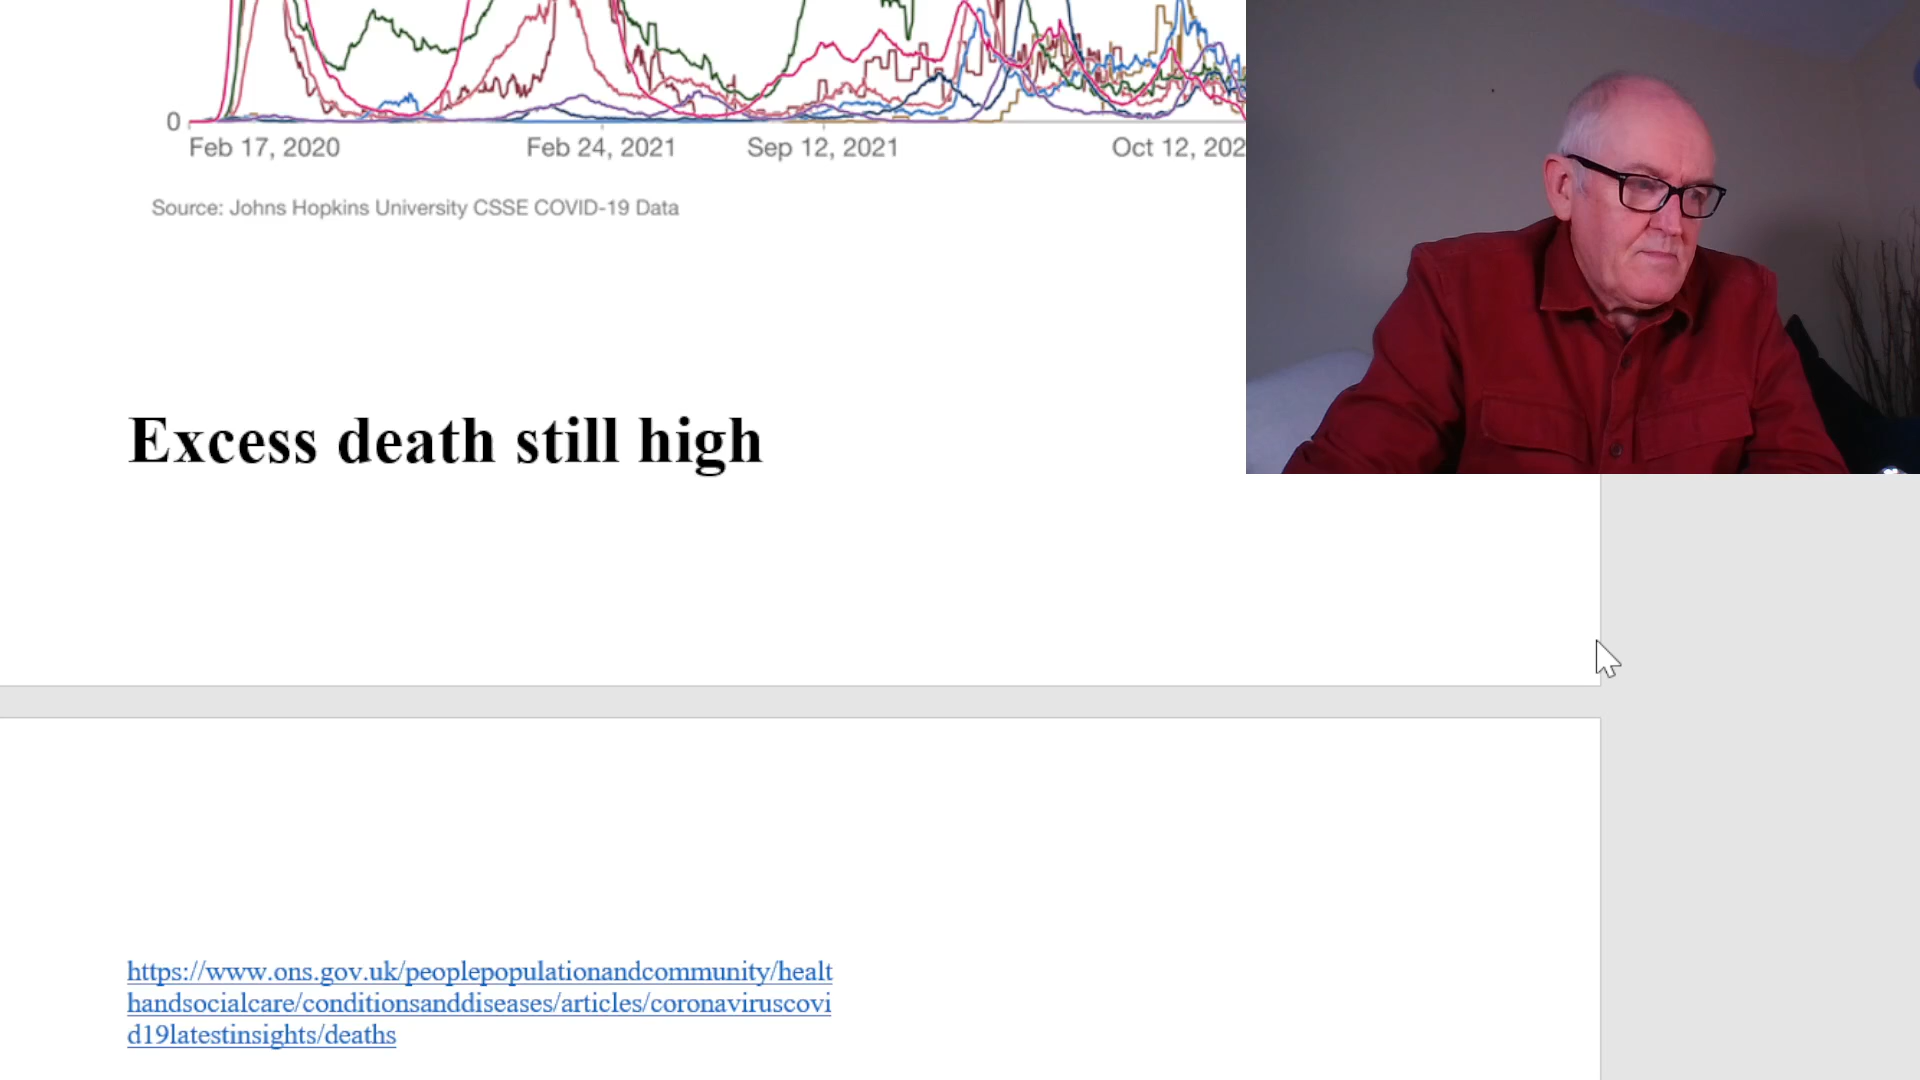 0
Feb 17, 2020 Feb 24, 2021 Sep 12, 2021 Oct 12, 202
Source: Johns Hopkins University CSSE COVID-19 Data
Excess death still high
https://www.ons.gov.uk/peoplepopulationandcommunity/healt
handsocialcare/conditionsanddiseases/articles/coronaviruscovi
d19latestinsights/deaths